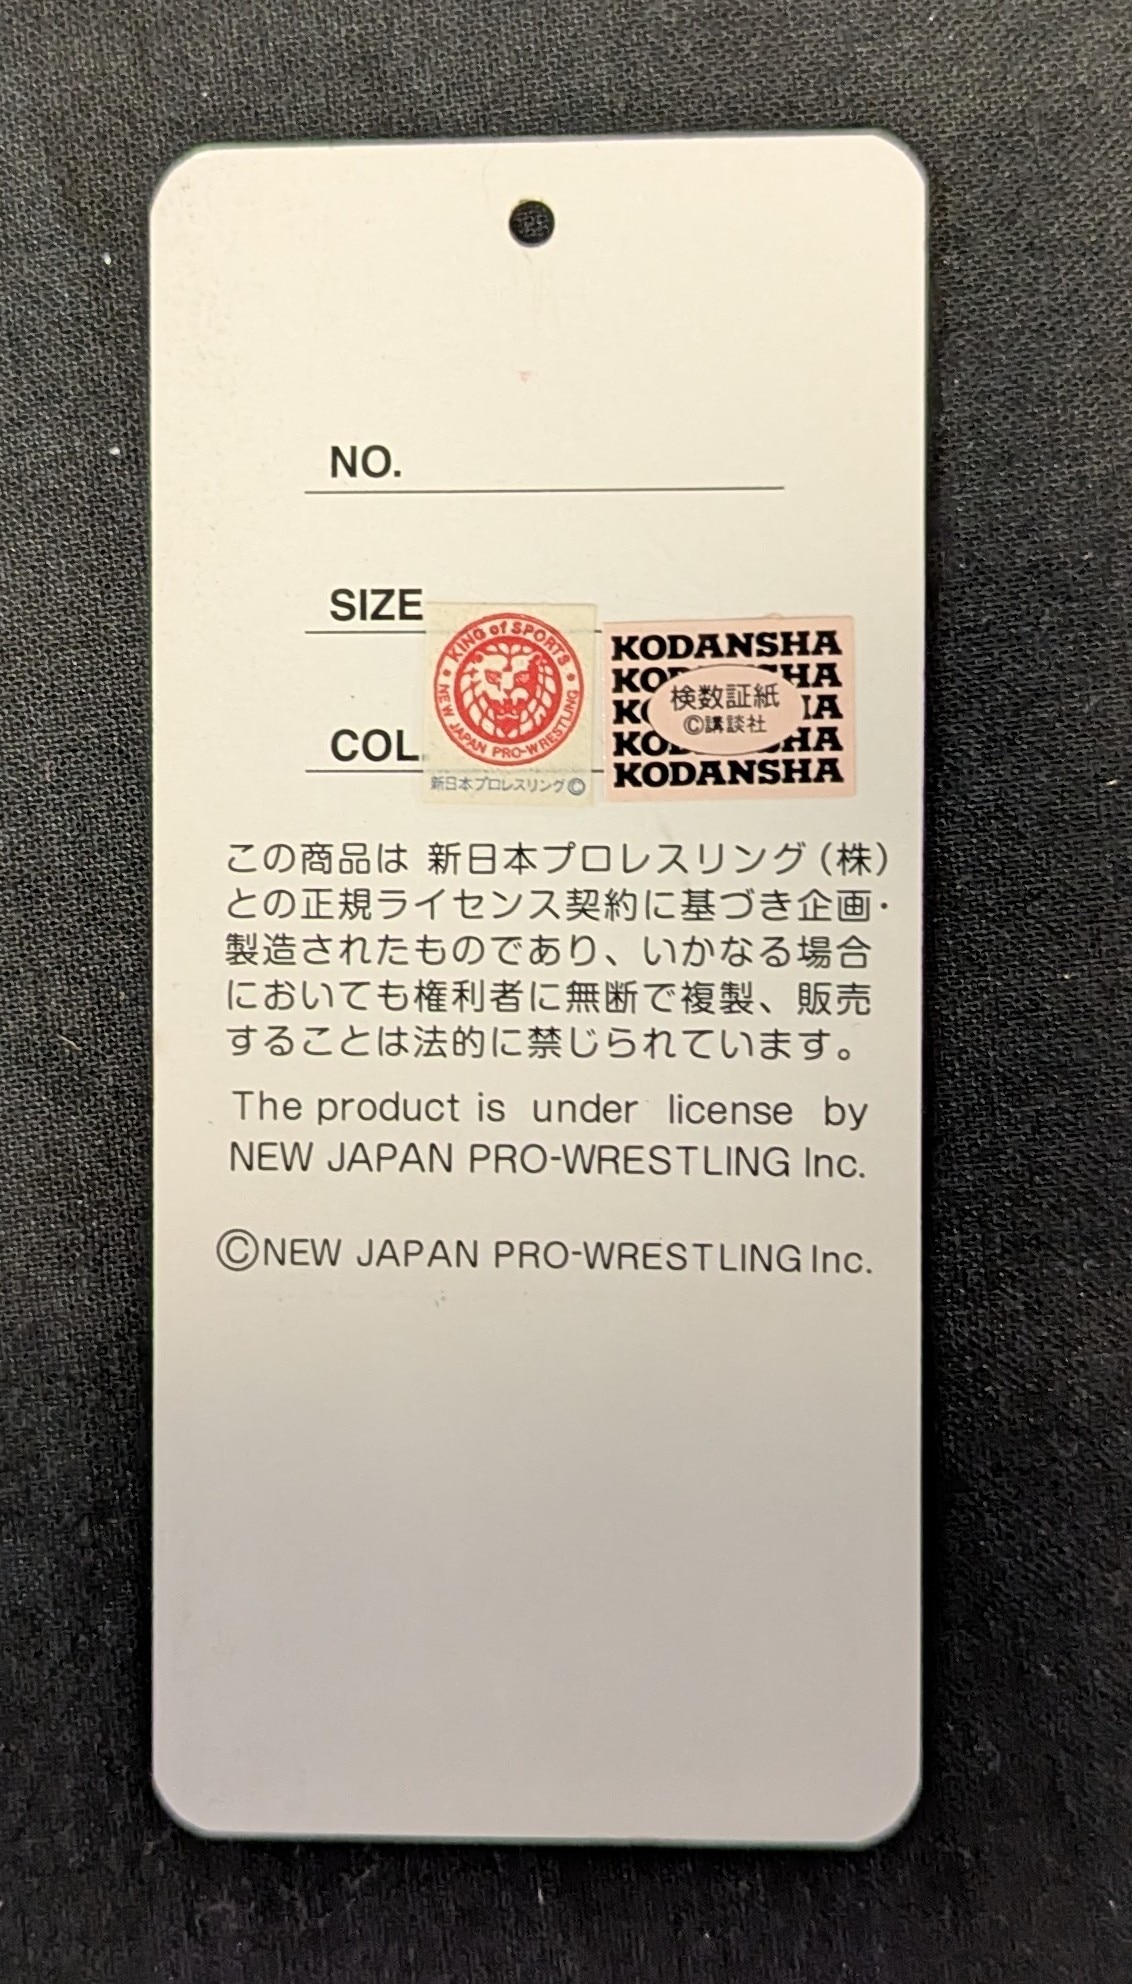 NO.
SIZE
COL
KING of SPORTS
NEW JAPAN PRO-WRESTLING
新日本プロレスリング©
KODANSHA
KO SHA
検数証紙
©講談社
KODANSHA
この商品は 新日本プロレスリング(株)
との正規ライセンス契約に基づき企画・
製造されたものであり、いかなる場合
においても権利者に無断で複製、販売
することは法的に禁じられています。
The product is under license by
NEW JAPAN PRO-WRESTLING Inc.
©NEW JAPAN PRO-WRESTLING Inc.